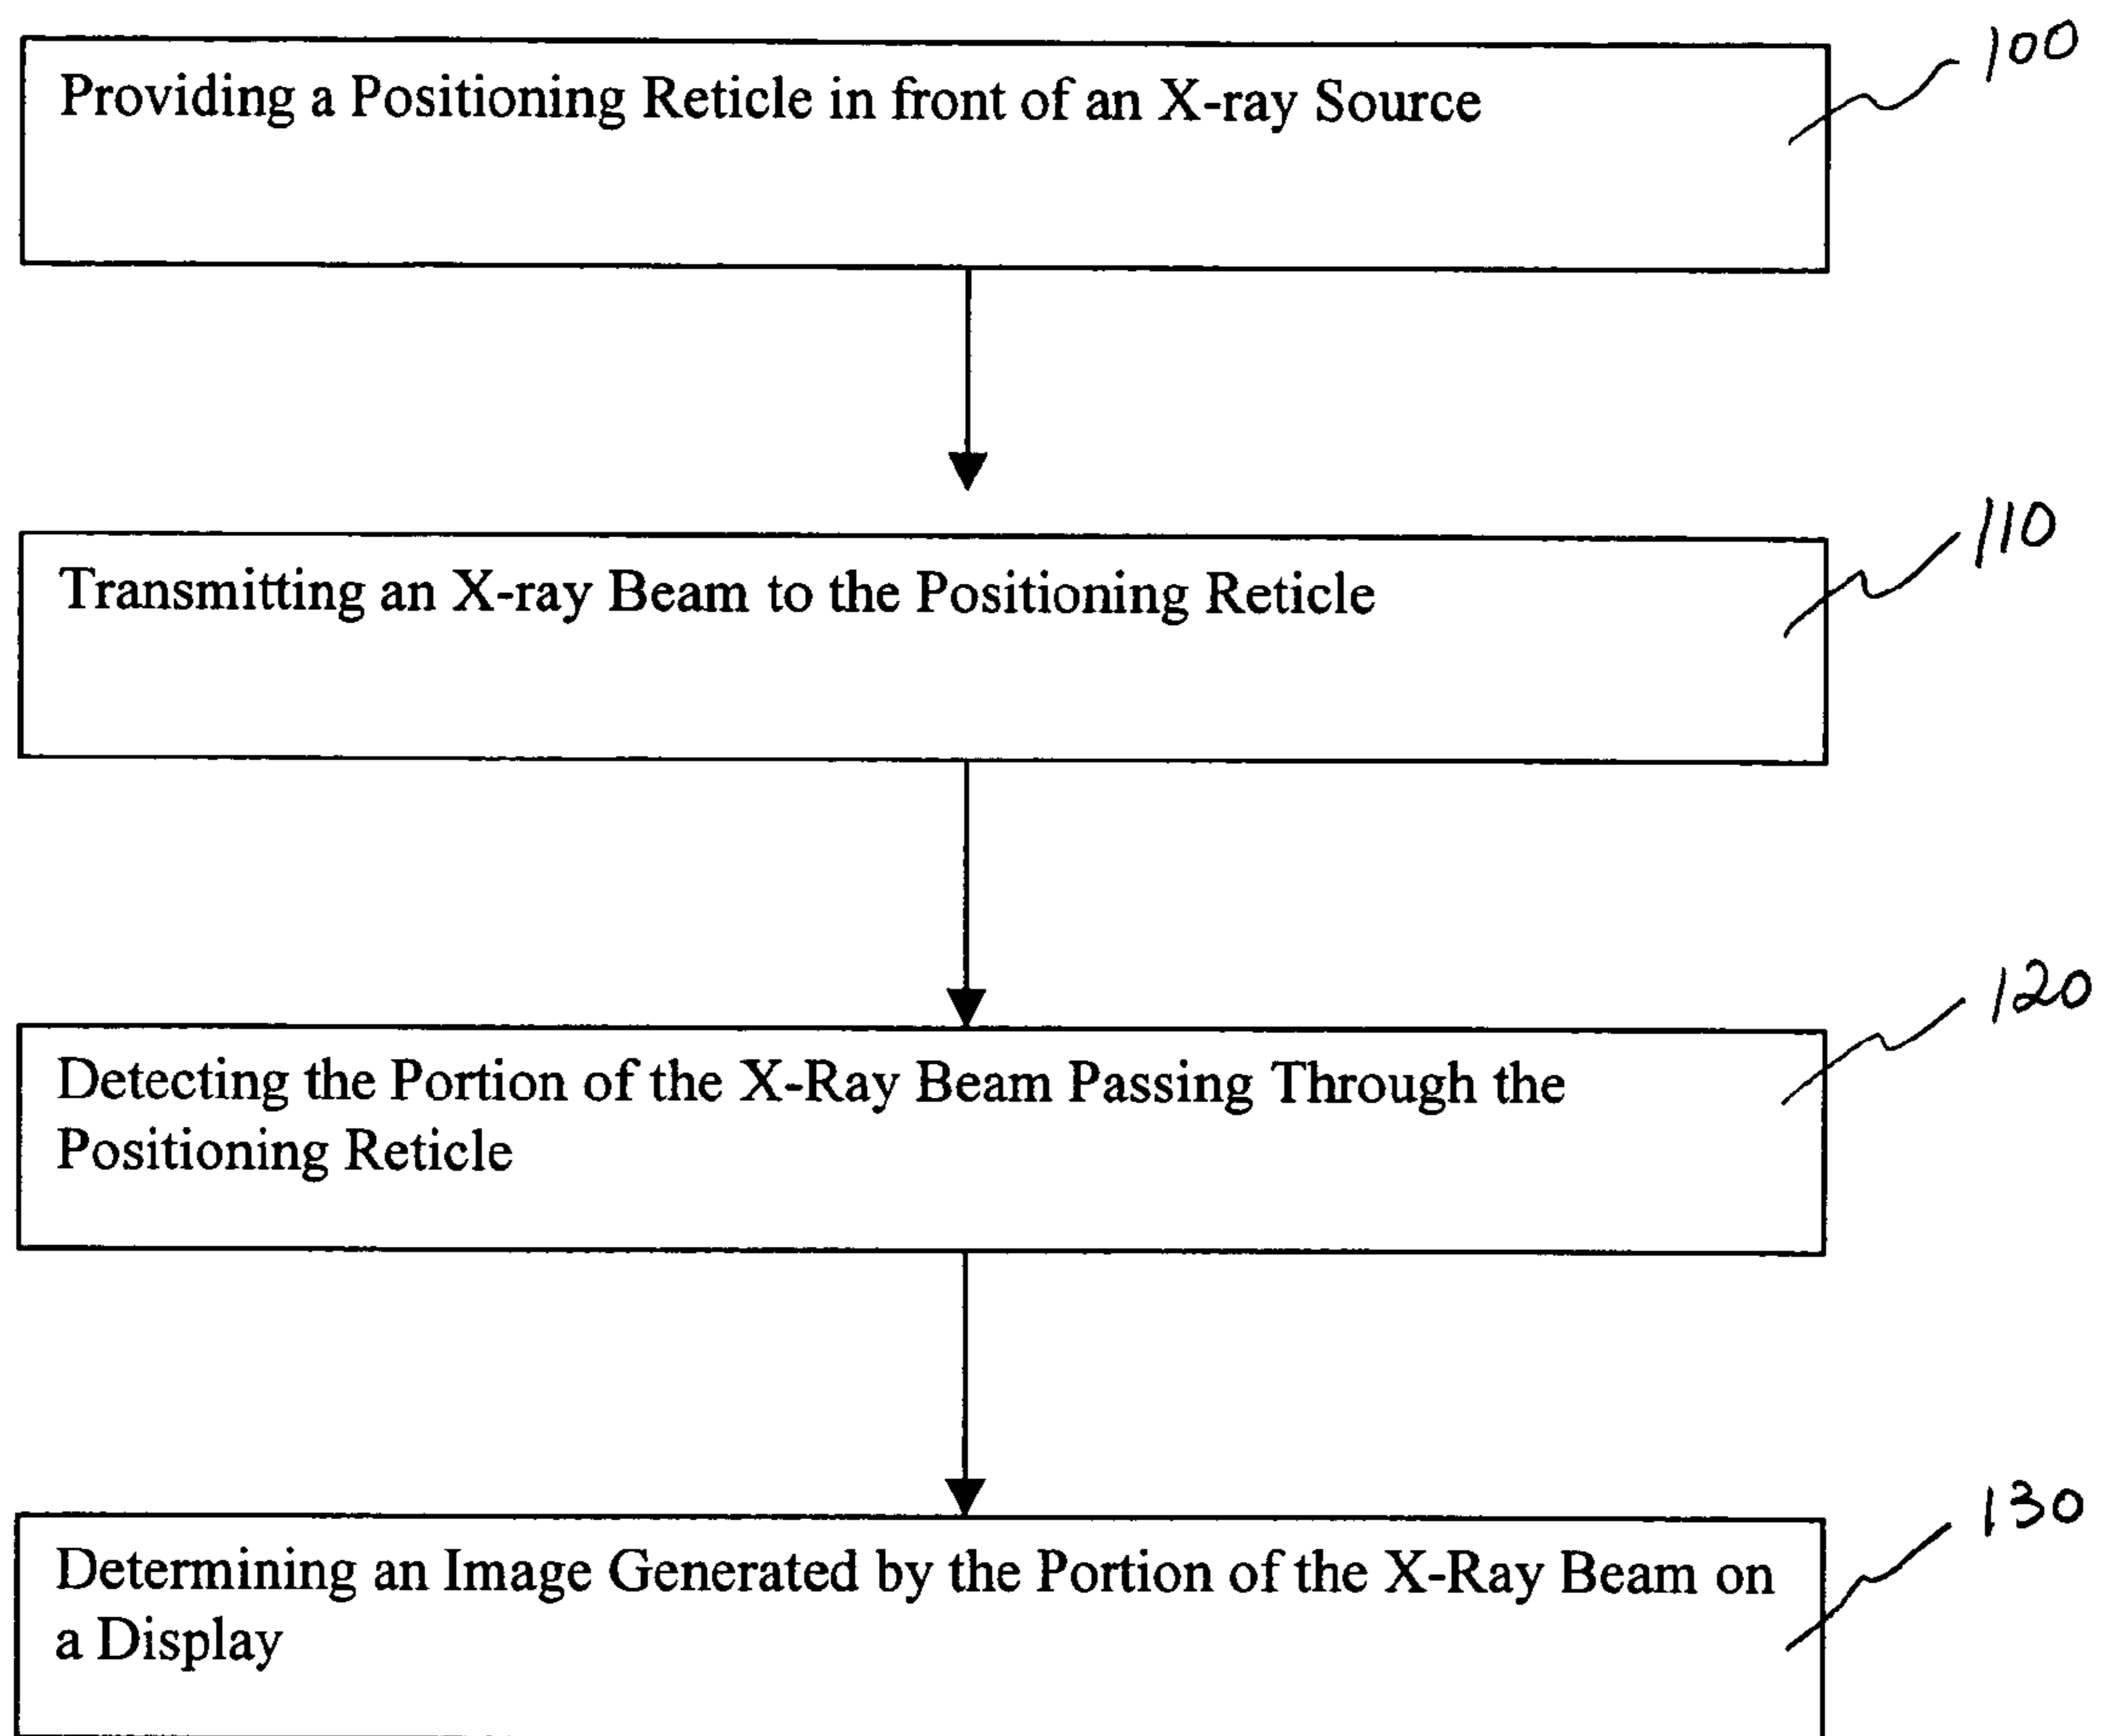 Providing a Positioning Reticle in front of an X-ray Source
100
Transmitting an X-ray Beam to the Positioning Reticle
110
Detecting the Portion of the X-Ray Beam Passing Through the
Positioning Reticle
120
Determining an Image Generated by the Portion of the X-Ray Beam on
a Display
130